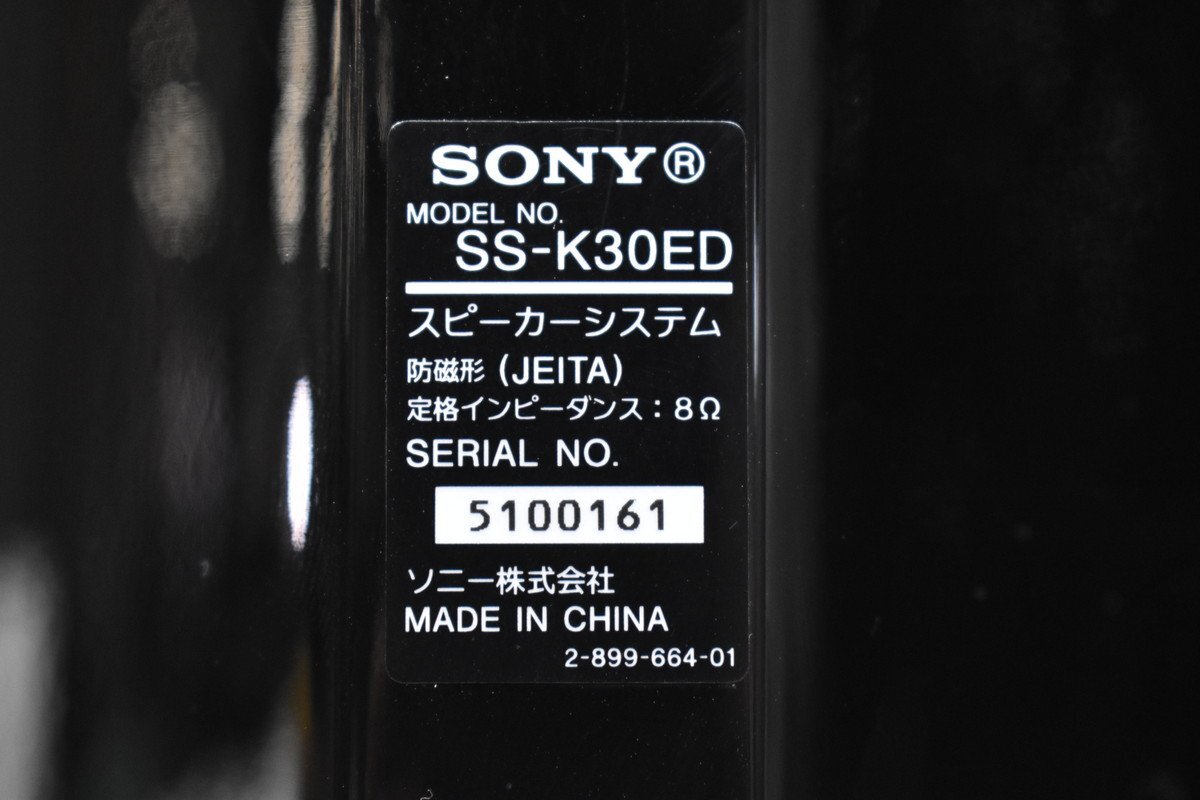 SONY®
MODEL NO.
SS-K30ED
スピーカーシステム
防磁形 (JEITA)
定格インピーダンス：8Ω
SERIAL NO.
5100161
ソニー株式会社
MADE IN CHINA
2-899-664-01